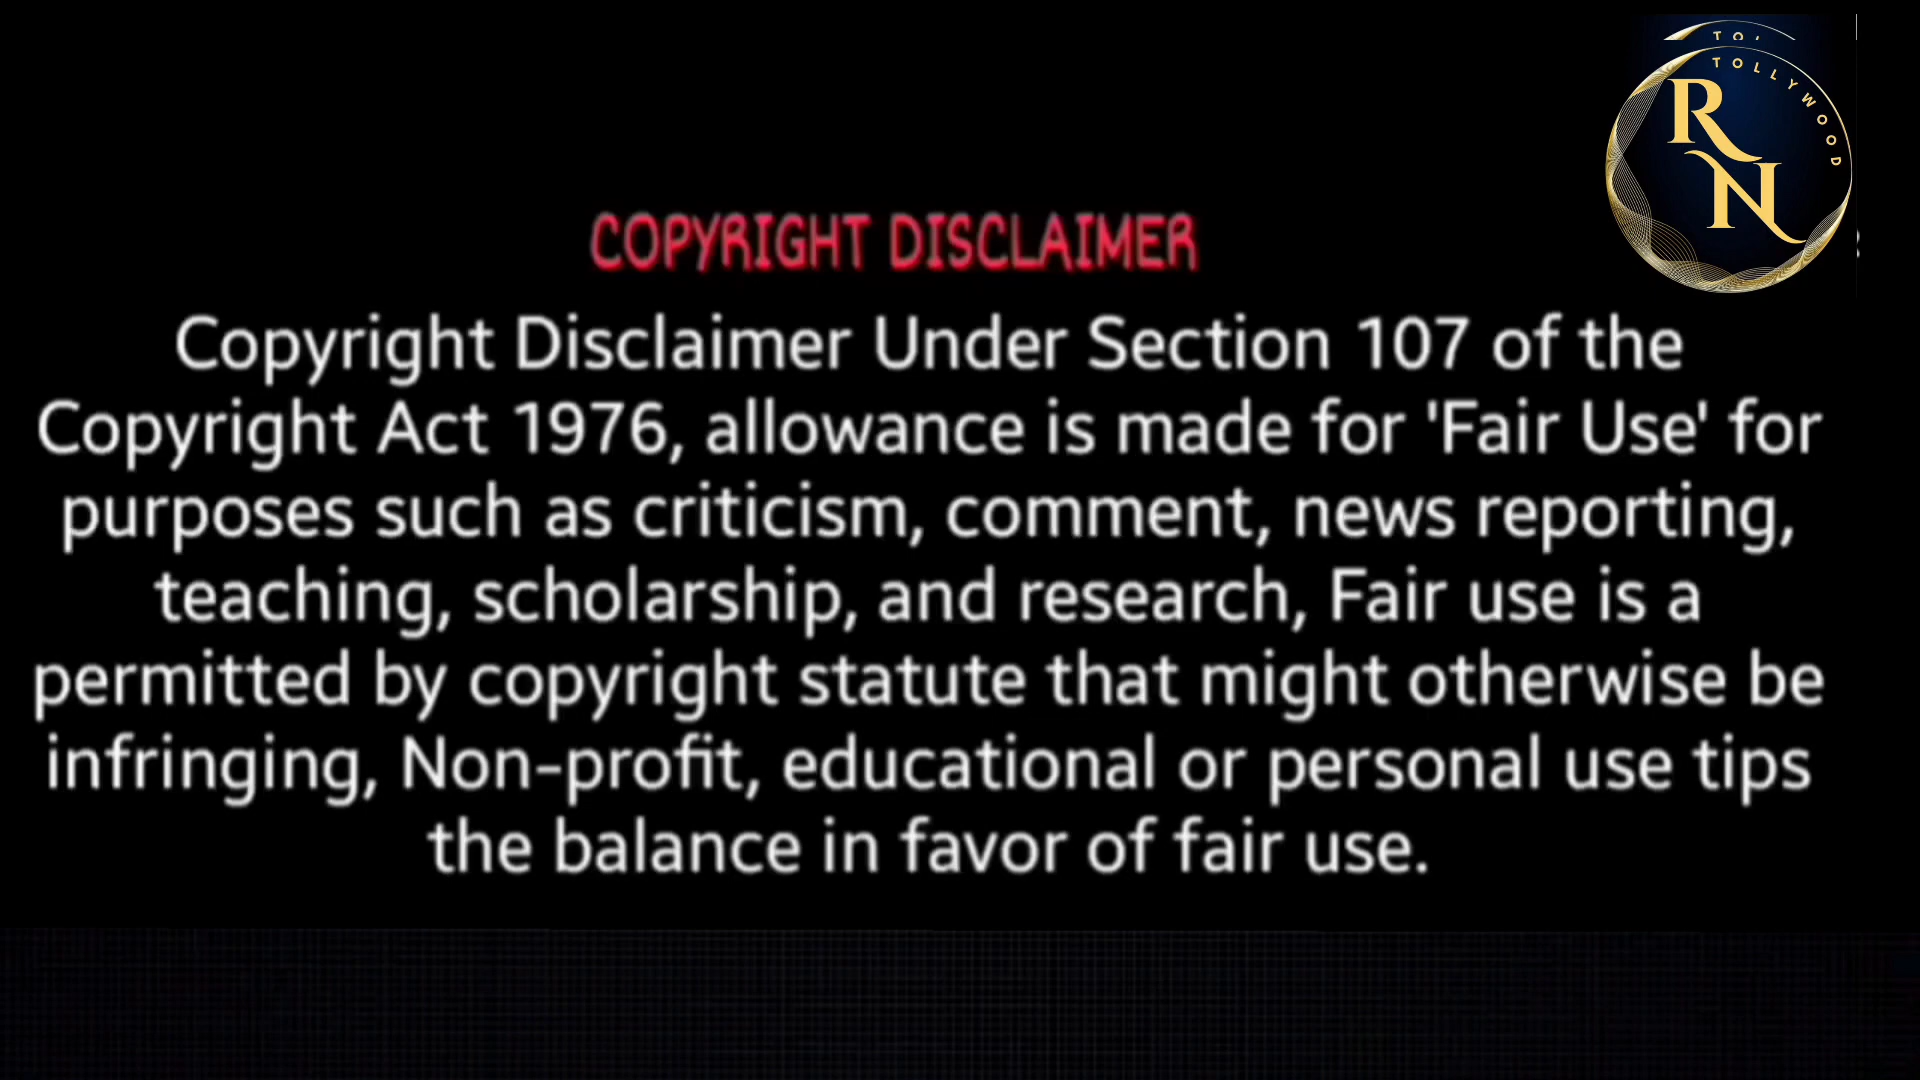 TOL
TOLLYWOOD
RN
COPYRIGHT DISCLAIMER
Copyright Disclaimer Under Section 107 of the
Copyright Act 1976, allowance is made for 'Fair Use' for
purposes such as criticism, comment, news reporting,
teaching, scholarship, and research, Fair use is a
permitted by copyright statute that might otherwise be
infringing, Non-profit, educational or personal use tips
the balance in favor of fair use.